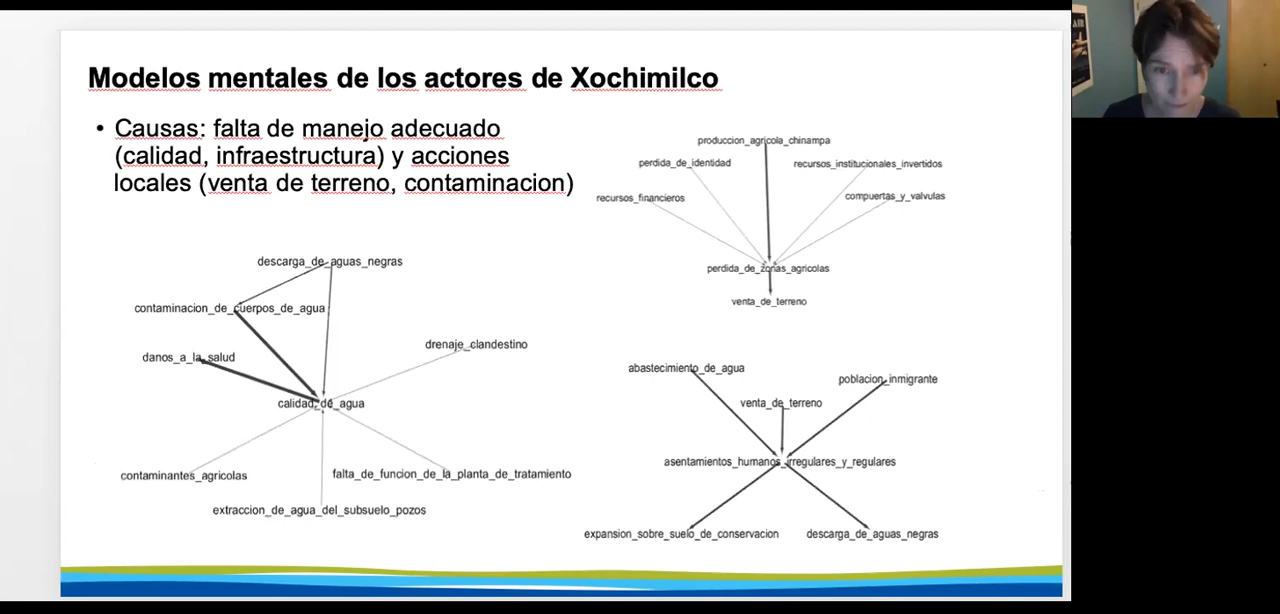 Modelos mentales de los actores de Xochimilco
• Causas: falta de manejo adecuado
(calidad, infraestructura) y acciones
locales (venta de terreno, contaminacion)
produccion_agricola_chinampa
perdida_de_identidad
recursos_institucionales_invertidos
recursos_financieros
compuertas_y_valvulas
perdida_de_zonas_agricolas
venta_de_terreno
descarga_de_aguas_negras
contaminacion_de_cuerpos_de_agua
danos_a_la_salud
drenaje_clandestino
calidad_de_agua
contaminantes_agricolas
falta_de_funcion_de_la_planta_de_tratamiento
extraccion_de_agua_del_subsuelo_pozos
abastecimiento_de_agua
poblacion_inmigrante
venta_de_terreno
asentamientos_humanos_irregulares_y_regulares
expansion_sobre_suelo_de_conservacion
descarga_de_aguas_negras